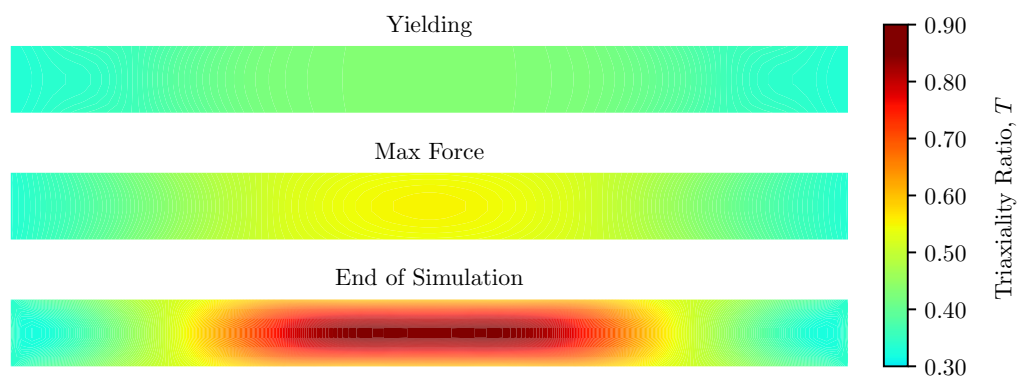 Yielding
Max Force
End of Simulation
0.90
0.80
0.70
0.60
0.50
0.40
0.30
Triaxiality Ratio, T